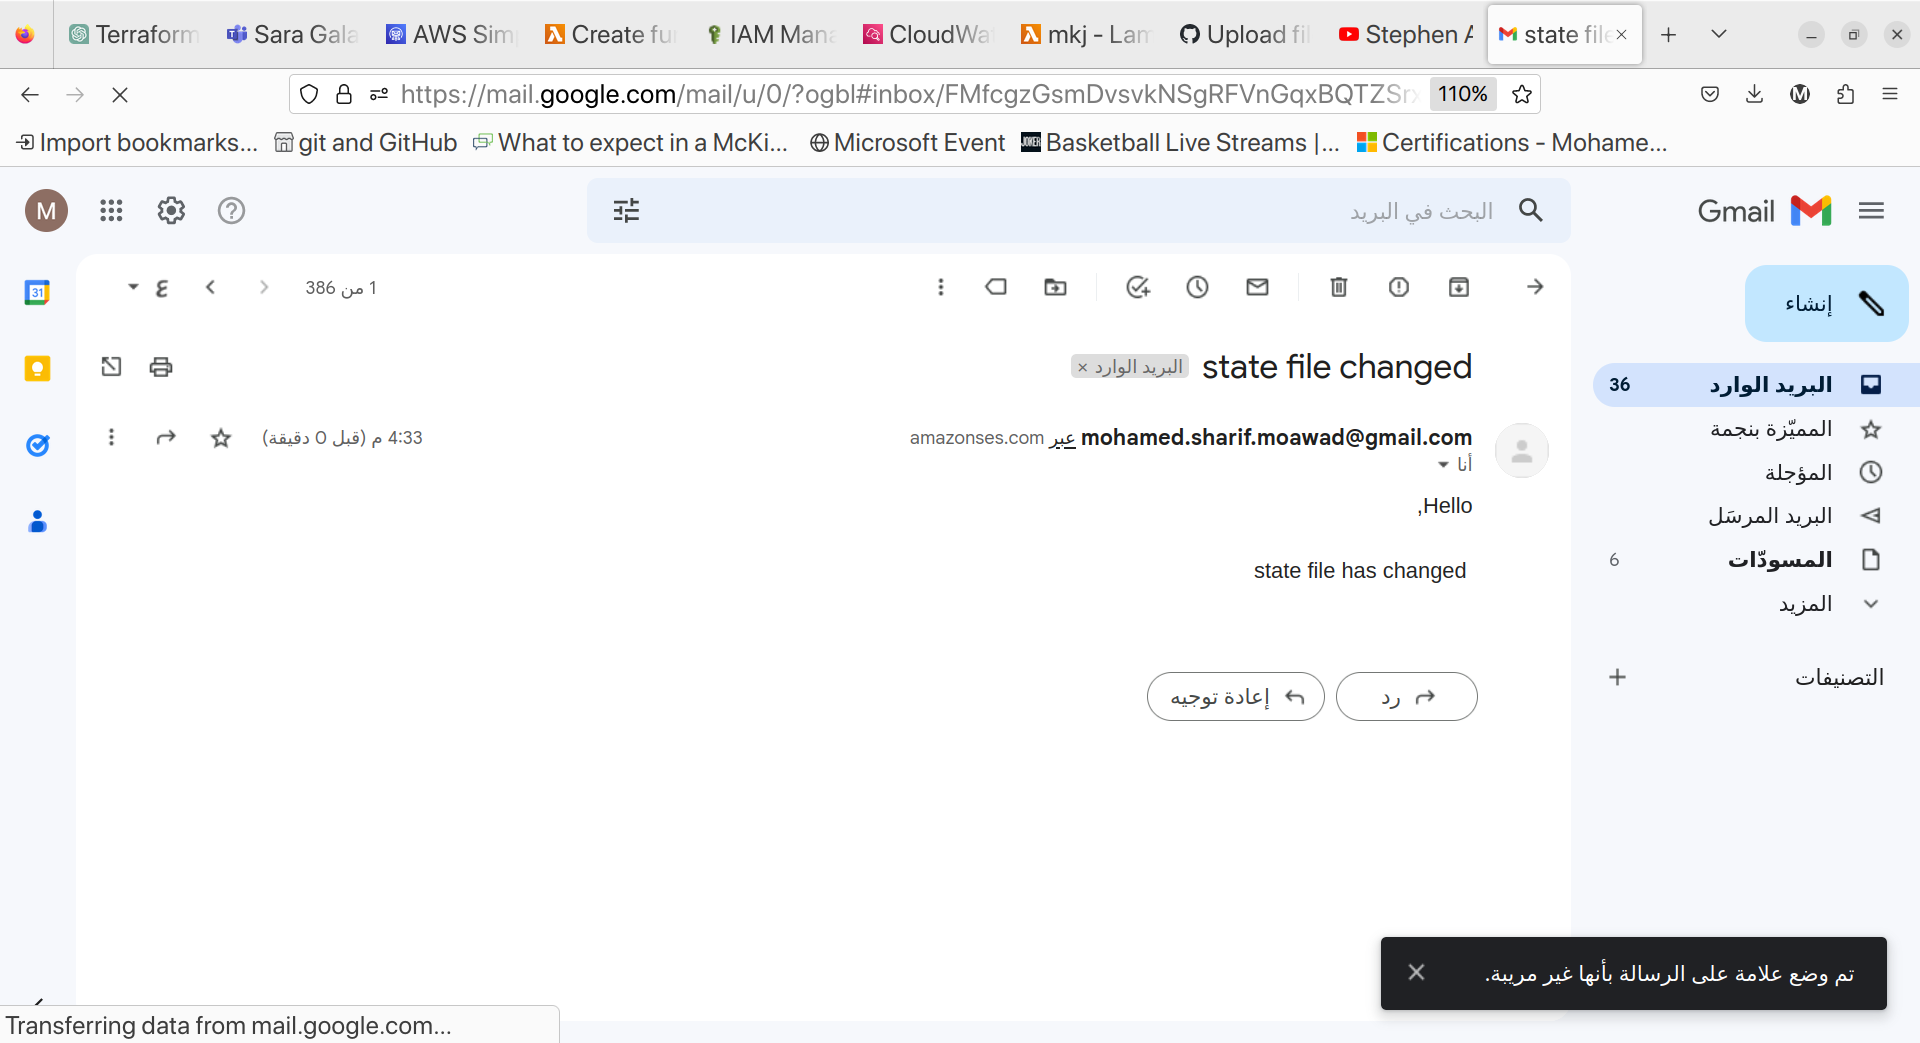 Terraform
Sara Gala
AWS Sim
Create fu
IAM Mana
CloudWa
mkj - Lam
Upload fil
Stephen A
state file
https://mail.google.com/mail/u/0/?ogbl#inbox/FMfcgzGsmDvsvkNSgRFVnGqxBQTZSrx
110%
Import bookmarks...
git and GitHub
What to expect in a McKi...
Microsoft Event
Basketball Live Streams |...
Certifications - Mohame...
M
البحث في البريد
Gmail
31
ع
1 من 386
إنشاء
state file changed
البريد الوارد ×
البريد الوارد 36
المميّزة بنجمة
المؤجلة
البريد المرسَل
المسودّات 6
المزيد
التصنيفات
mohamed.sharif.moawad@gmail.com عبر amazonses.com
4:33 م (قبل 0 دقيقة)
أنا
,Hello
state file has changed
رد
إعادة توجيه
تم وضع علامة على الرسالة بأنها غير مريبة.
Transferring data from mail.google.com...